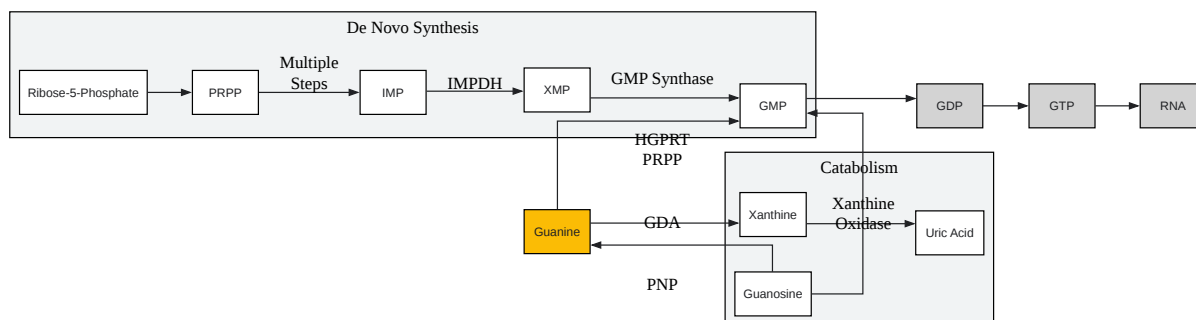 De Novo Synthesis
Ribose-5-Phosphate
PRPP
Multiple
Steps
IMP
IMPDH
XMP
GMP Synthase
GMP
GDP
GTP
RNA
HGPRT
PRPP
Catabolism
Guanine
GDA
Xanthine
Xanthine
Oxidase
Uric Acid
PNP
Guanosine